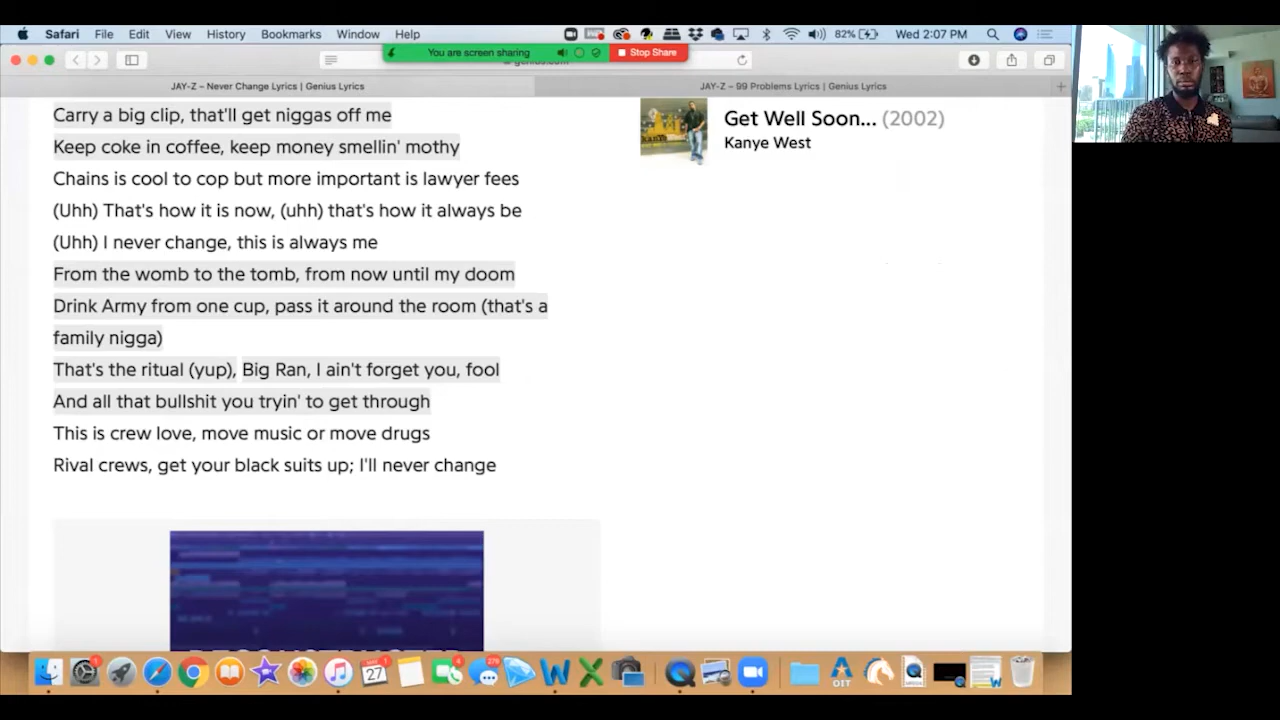 Safari File Edit View History Bookmarks Window Help 82% Wed 2:07 PM
You are screen sharing Stop Share
genius.com
JAY-Z – Never Change Lyrics | Genius Lyrics JAY-Z – 99 Problems Lyrics | Genius Lyrics
Carry a big clip, that'll get niggas off me
Keep coke in coffee, keep money smellin' mothy
Chains is cool to cop but more important is lawyer fees
(Uhh) That's how it is now, (uhh) that's how it always be
(Uhh) I never change, this is always me
From the womb to the tomb, from now until my doom
Drink Army from one cup, pass it around the room (that's a
family nigga)
That's the ritual (yup), Big Ran, I ain't forget you, fool
And all that bullshit you tryin' to get through
This is crew love, move music or move drugs
Rival crews, get your black suits up; I'll never change
Get Well Soon... (2002)
Kanye West
27
OIT